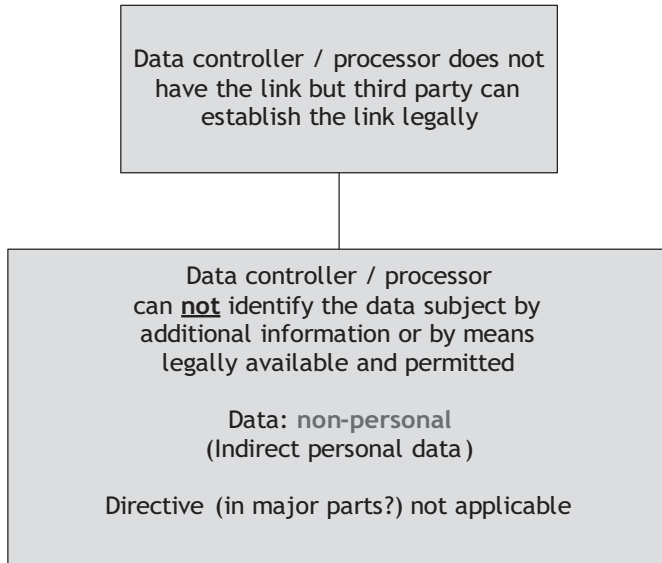 Data controller / processor does not
have the link but third party can
establish the link legally
Data controller / processor
can not identify the data subject by
additional information or by means
legally available and permitted
Data: non-personal
(Indirect personal data)
Directive (in major parts?) not applicable